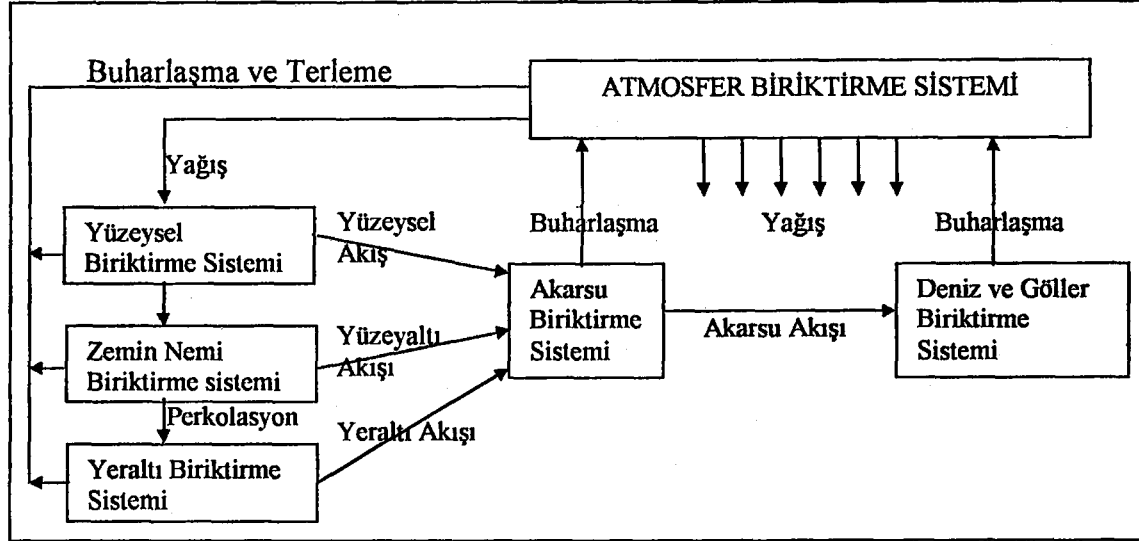 Buharlaşma ve Terleme
ATMOSFER BİRİKTİRME SİSTEMİ
Yağış
Yüzeysel
Biriktirme Sistemi
Yüzeysel
Akış
Buharlaşma
Yağış
Buharlaşma
Zemin Nemi
Biriktirme sistemi
Yüzeyaltı
Akışı
Akarsu
Biriktirme
Sistemi
Akarsu Akışı
Deniz ve Göller
Biriktirme
Sistemi
Perkolasyon
Yeraltı Akışı
Yeraltı Biriktirme
Sistemi